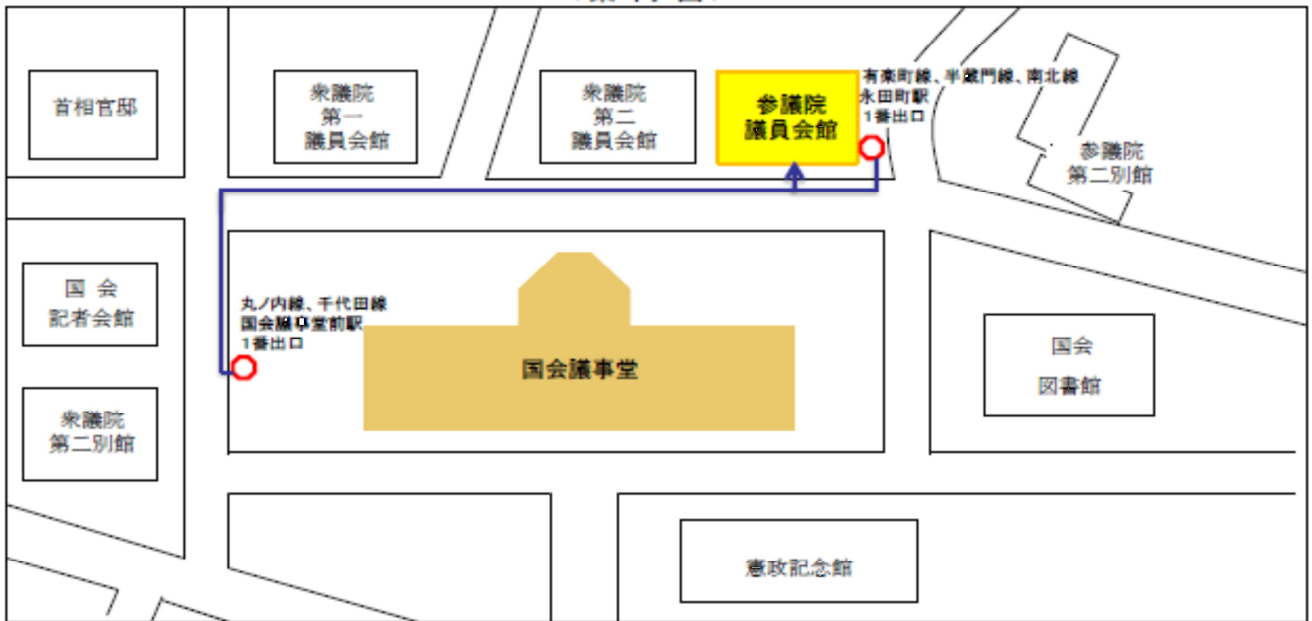 首相官邸
衆議院
第一
議員会館
衆議院
第二
議員会館
参議院
議員会館
有楽町線、半蔵門線、南北線
永田町駅
1番出口
参議院
第二別館
国 会
記者会館
丸ノ内線、千代田線
国会議事堂前駅
1番出口
国会議事堂
国会
図書館
衆議院
第二別館
憲政記念館